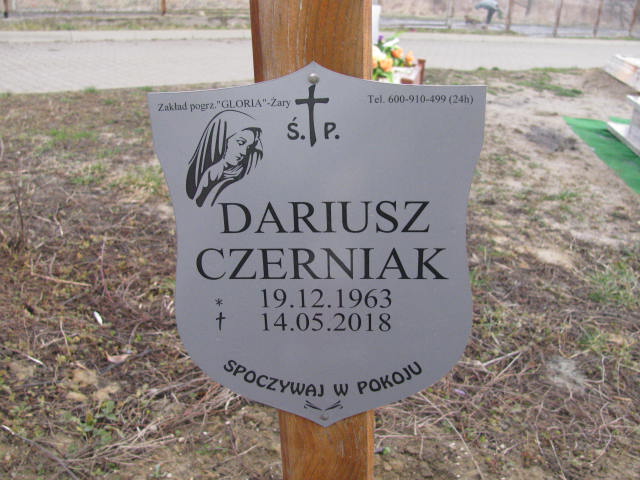 Zakład pogrz."GLORIA"-Żary
Tel. 600-910-499 (24h)
Ś.†P.
DARIUSZ
CZERNIAK
* 19.12.1963
† 14.05.2018
SPOCZYWAJ W POKOJU